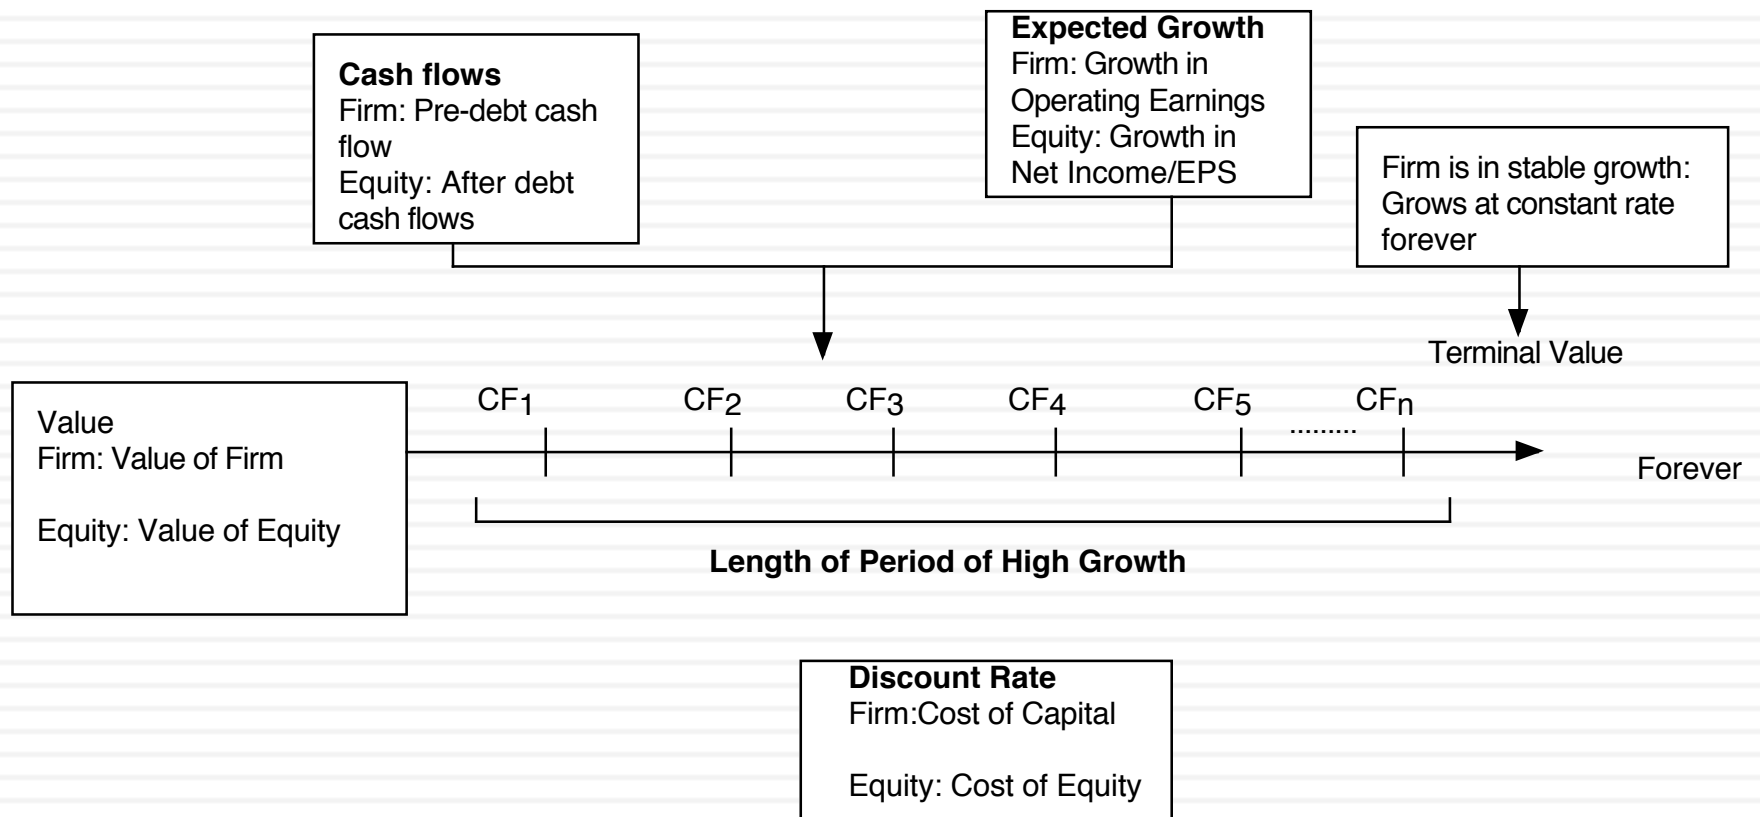 Cash flows
Firm: Pre-debt cash
flow
Equity: After debt
cash flows
Expected Growth
Firm: Growth in
Operating Earnings
Equity: Growth in
Net Income/EPS
Firm is in stable growth:
Grows at constant rate
forever
Terminal Value
CF1 CF2 CF3 CF4 CF5 ......... CFn
Forever
Value
Firm: Value of Firm
Equity: Value of Equity
Length of Period of High Growth
Discount Rate
Firm:Cost of Capital
Equity: Cost of Equity